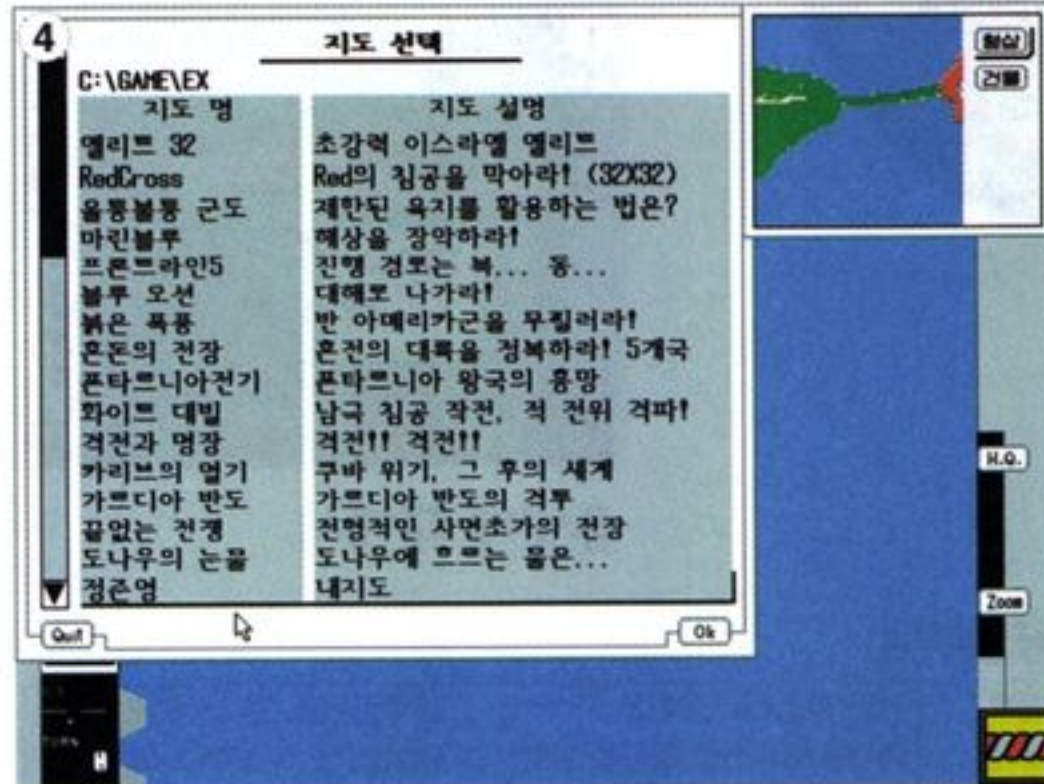 4
지도 선택
C:\GAME\EX
지도 명 지도 설명
엘리트 32 초강력 이스라엘 엘리트
RedCross Red의 침공을 막아라! (32X32)
울퉁불퉁 군도 제한된 육지를 활용하는 법은?
마린블루 해상을 장악하라!
프론트라인5 진행 경로는 북... 동...
블루 오션 대해로 나가라!
붉은 폭풍 반 아메리카군을 무찔러라!
혼돈의 전장 혼전의 대륙을 정복하라! 5개국
폰타르니아전기 폰타르니아 왕국의 흥망
화이트 대빌 남극 침공 작전, 적 전위 격파!
격전과 명장 격전!! 격전!!
카리브의 열기 쿠바 위기, 그 후의 세계
가르디아 반도 가르디아 반도의 격투
끝없는 전쟁 전형적인 사면초가의 전장
도나우의 눈물 도나우에 흐르는 물은...
정준영 내지도
Quit Ok
건물
H.Q.
Zoom